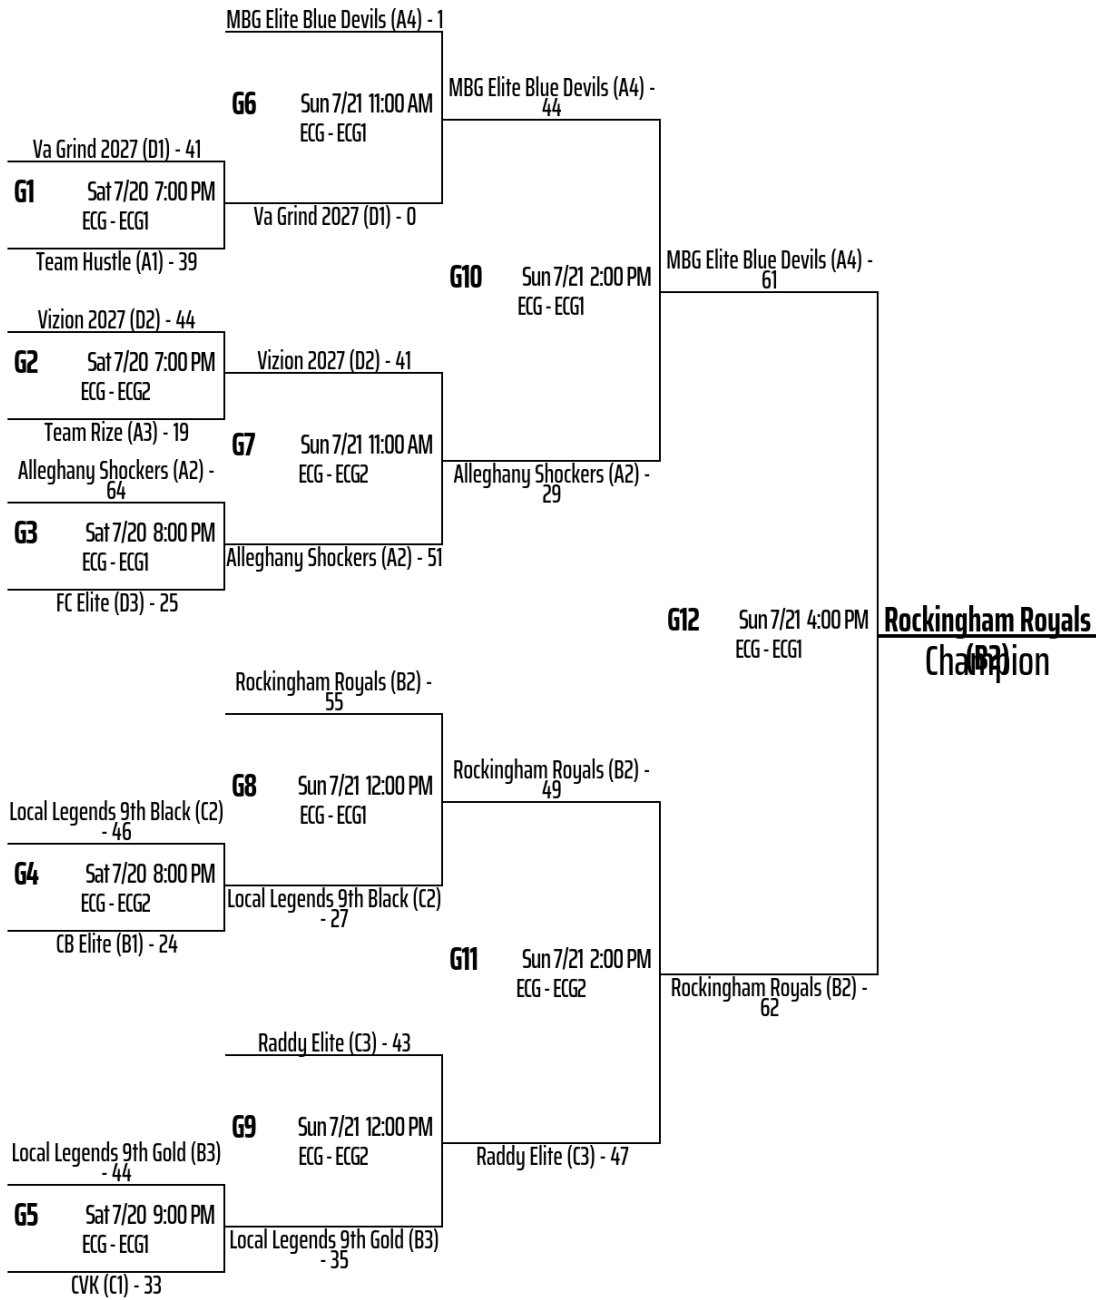 MBG Elite Blue Devils (A4) - 1
G6 Sun 7/21 11:00 AM
ECG - ECG1
Va Grind 2027 (D1) - 0
Va Grind 2027 (D1) - 41
G1 Sat 7/20 7:00 PM
ECG - ECG1
Team Hustle (A1) - 39
Vizion 2027 (D2) - 44
G2 Sat 7/20 7:00 PM
ECG - ECG2
Team Rize (A3) - 19
Alleghany Shockers (A2) -
64
G3 Sat 7/20 8:00 PM
ECG - ECG1
FC Elite (D3) - 25
Vizion 2027 (D2) - 41
G7 Sun 7/21 11:00 AM
ECG - ECG2
Alleghany Shockers (A2) - 51
MBG Elite Blue Devils (A4) -
44
G10 Sun 7/21 2:00 PM
ECG - ECG1
Alleghany Shockers (A2) -
29
MBG Elite Blue Devils (A4) -
61
G12 Sun 7/21 4:00 PM
ECG - ECG1
Rockingham Royals (B2) -
62
Rockingham Royals
(B2)
Champion
Rockingham Royals (B2) -
55
G8 Sun 7/21 12:00 PM
ECG - ECG1
Local Legends 9th Black (C2)
- 27
Local Legends 9th Black (C2)
- 46
G4 Sat 7/20 8:00 PM
ECG - ECG2
CB Elite (B1) - 24
Rockingham Royals (B2) -
49
G11 Sun 7/21 2:00 PM
ECG - ECG2
Raddy Elite (C3) - 47
Raddy Elite (C3) - 43
G9 Sun 7/21 12:00 PM
ECG - ECG2
Local Legends 9th Gold (B3)
- 35
Local Legends 9th Gold (B3)
- 44
G5 Sat 7/20 9:00 PM
ECG - ECG1
CVK (C1) - 33